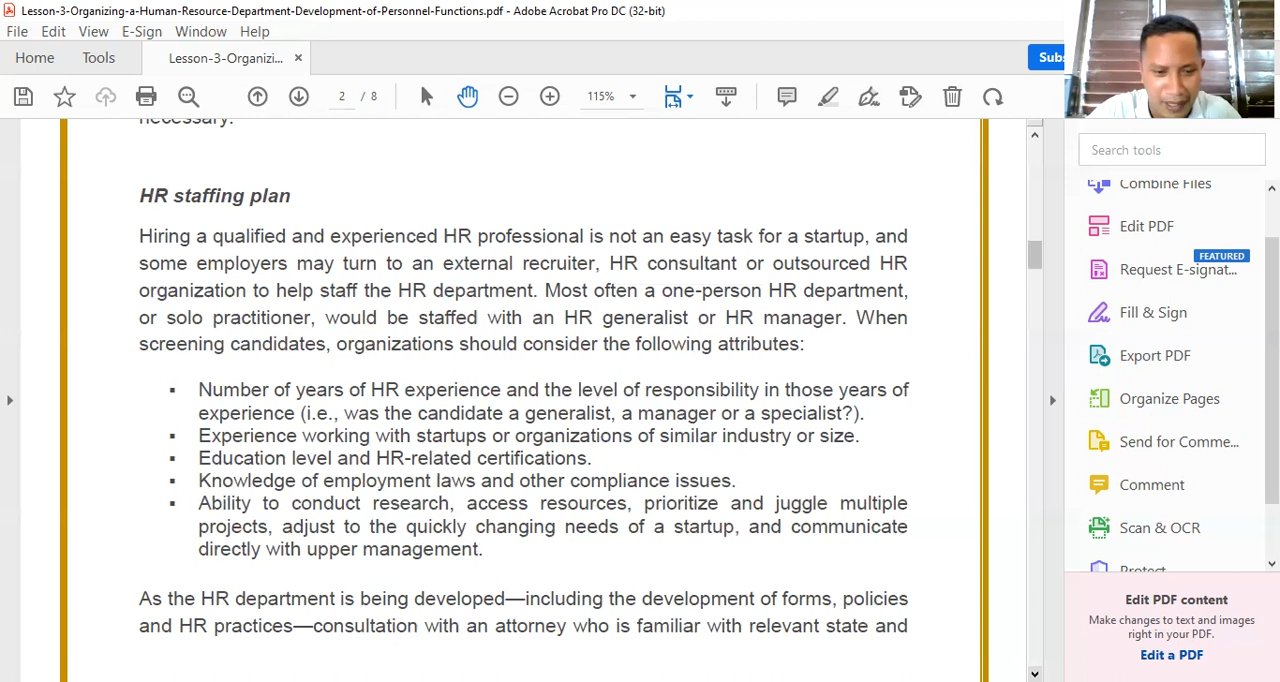 Lesson-3-Organizing-a-Human-Resource-Department-Development-of-Personnel-Functions.pdf - Adobe Acrobat Pro DC (32-bit)
File Edit View E-Sign Window Help
Home Tools Lesson-3-Organizi... × Subs
2 / 8 115%
necessary.
HR staffing plan
Hiring a qualified and experienced HR professional is not an easy task for a startup, and
some employers may turn to an external recruiter, HR consultant or outsourced HR
organization to help staff the HR department. Most often a one-person HR department,
or solo practitioner, would be staffed with an HR generalist or HR manager. When
screening candidates, organizations should consider the following attributes:
▪ Number of years of HR experience and the level of responsibility in those years of
experience (i.e., was the candidate a generalist, a manager or a specialist?).
▪ Experience working with startups or organizations of similar industry or size.
▪ Education level and HR-related certifications.
▪ Knowledge of employment laws and other compliance issues.
▪ Ability to conduct research, access resources, prioritize and juggle multiple
projects, adjust to the quickly changing needs of a startup, and communicate
directly with upper management.
As the HR department is being developed—including the development of forms, policies
and HR practices—consultation with an attorney who is familiar with relevant state and
Search tools
Combine Files
Edit PDF
FEATURED
Request E-signat...
Fill & Sign
Export PDF
Organize Pages
Send for Comme...
Comment
Scan & OCR
Protect
Edit PDF content
Make changes to text and images
right in your PDF.
Edit a PDF